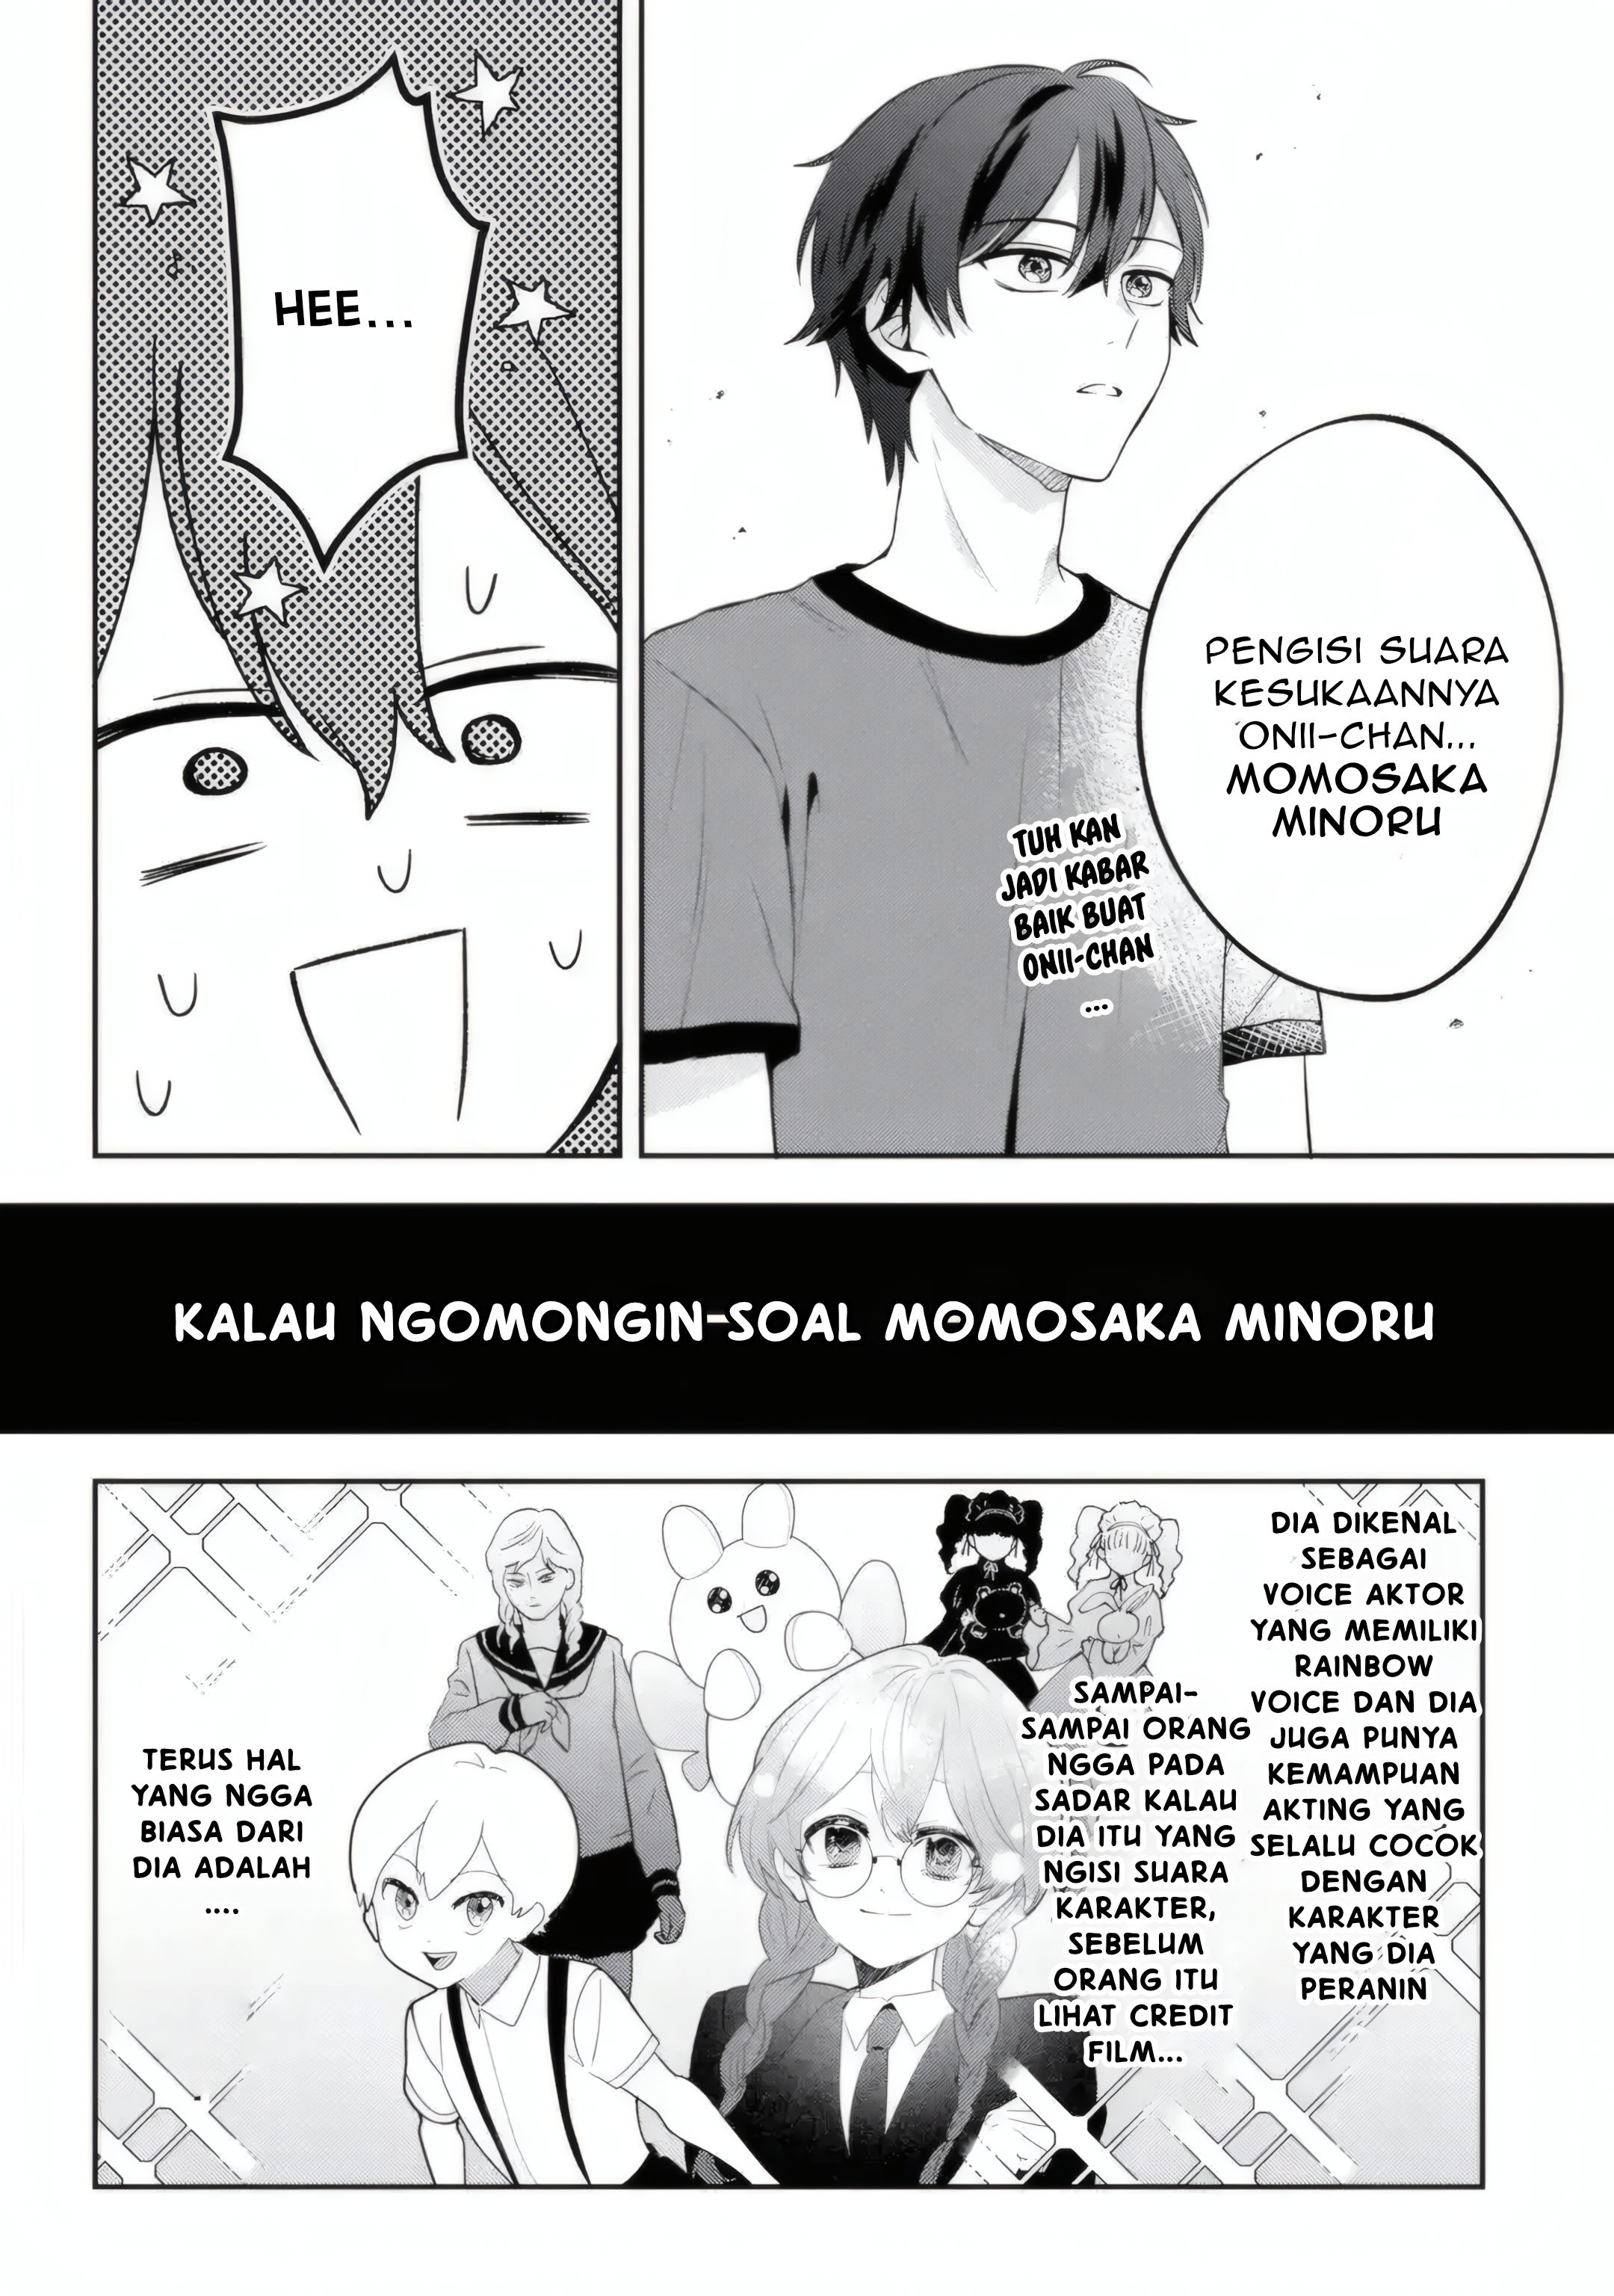 PENGISI SUARA
KESUKAANNYA
ONII-CHAN...
MOMOSAKA
MINORU
TUH KAN
JADI KABAR
BAIK BUAT
ONII-CHAN
...
HEE...
KALAU NGOMONGIN SOAL MOMOSAKA MINORU
DIA DIKENAL
SEBAGAI
VOICE AKTOR
YANG MEMILIKI
RAINBOW
VOICE DAN DIA
JUGA PUNYA
KEMAMPUAN
AKTING YANG
SELALU COCOK
DENGAN
KARAKTER
YANG DIA
PERANIN
SAMPAI-
SAMPAI ORANG
NGGA PADA
SADAR KALAU
DIA ITU YANG
NGISI SUARA
KARAKTER,
SEBELUM
ORANG ITU
LIHAT CREDIT
FILM...
TERUS HAL
YANG NGGA
BIASA DARI
DIA ADALAH
....